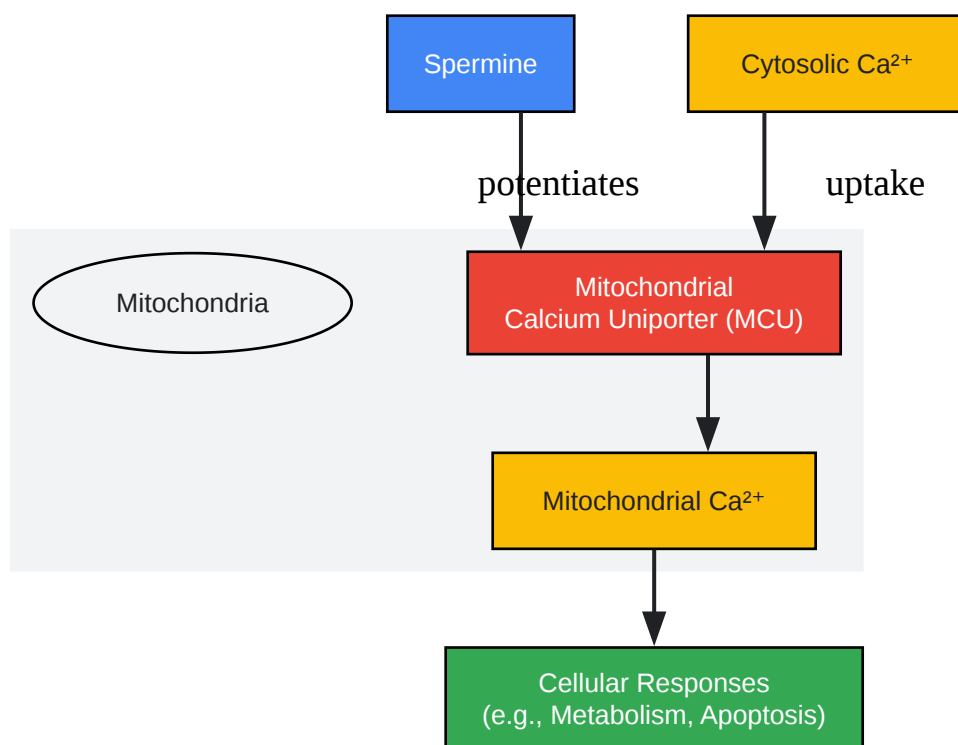 Spermine
Cytosolic Ca²⁺
potentiates
uptake
Mitochondria
Mitochondrial
Calcium Uniporter (MCU)
Mitochondrial Ca²⁺
Cellular Responses
(e.g., Metabolism, Apoptosis)